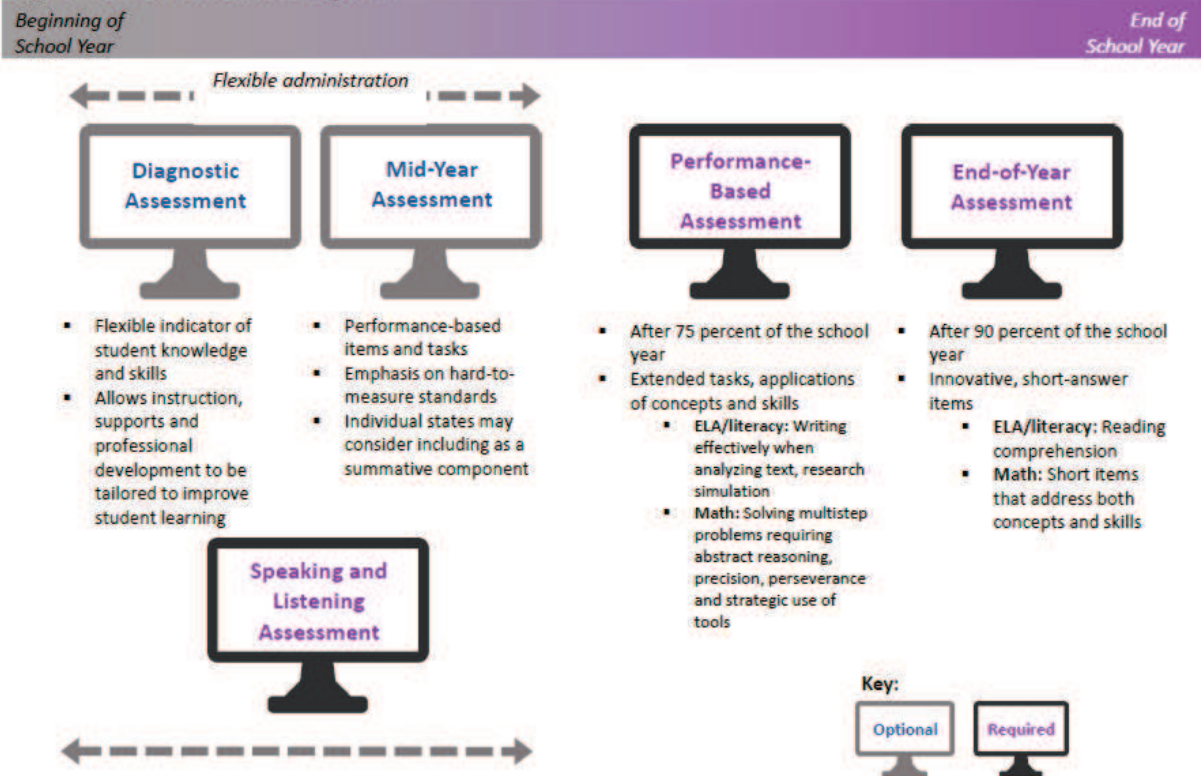 Beginning of
School Year
End of
School Year
Flexible administration
Diagnostic
Assessment
Mid-Year
Assessment
Performance-
Based
Assessment
End-of-Year
Assessment
▪ Flexible indicator of
student knowledge
and skills
▪ Allows instruction,
supports and
professional
development to be
tailored to improve
student learning
▪ Performance-based
items and tasks
▪ Emphasis on hard-to-
measure standards
▪ Individual states may
consider including as a
summative component
▪ After 75 percent of the school
year
▪ Extended tasks, applications
of concepts and skills
▪ ELA/literacy: Writing
effectively when
analyzing text, research
simulation
▪ Math: Solving multistep
problems requiring
abstract reasoning,
precision, perseverance
and strategic use of
tools
▪ After 90 percent of the school
year
▪ Innovative, short-answer
items
▪ ELA/literacy: Reading
comprehension
▪ Math: Short items
that address both
concepts and skills
Speaking and
Listening
Assessment
Key:
Optional
Required